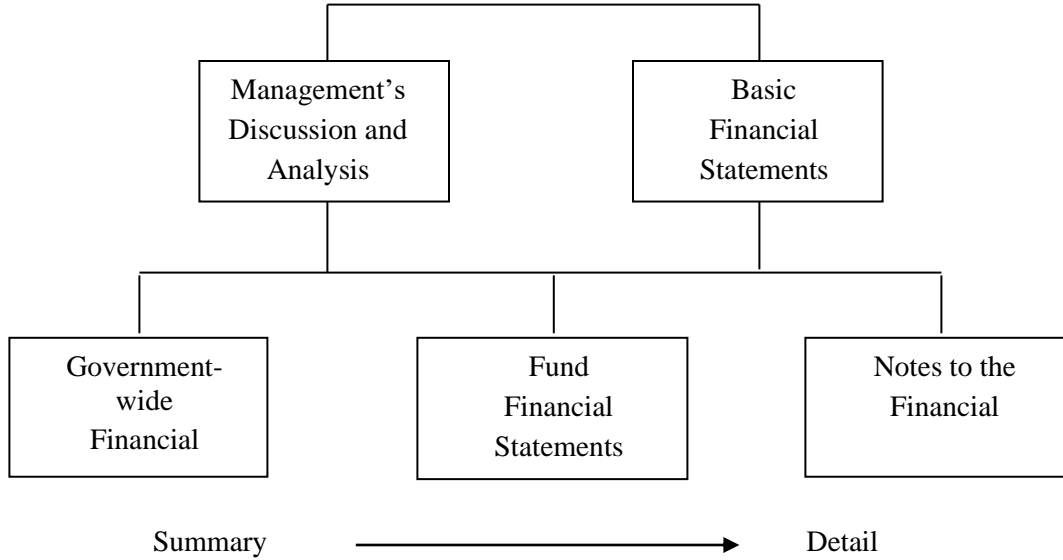 Management’s
Discussion and
Analysis
Basic
Financial
Statements
Government-
wide
Financial
Fund
Financial
Statements
Notes to the
Financial
Summary
Detail